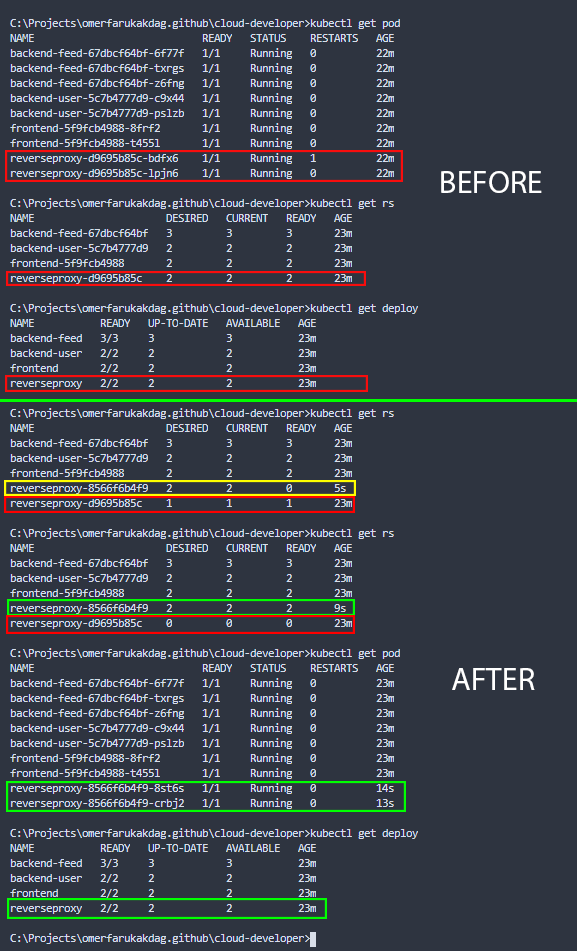 C:\Projects\omerfarukakdag.github\cloud-developer>kubectl get pod
NAME READY STATUS RESTARTS AGE
backend-feed-67dbcf64bf-6f77f 1/1 Running 0 22m
backend-feed-67dbcf64bf-txrgs 1/1 Running 0 22m
backend-feed-67dbcf64bf-z6fng 1/1 Running 0 22m
backend-user-5c7b4777d9-c9x44 1/1 Running 0 22m
backend-user-5c7b4777d9-pslzb 1/1 Running 0 22m
frontend-5f9fcb4988-8frf2 1/1 Running 0 22m
frontend-5f9fcb4988-t455l 1/1 Running 0 22m
reverseproxy-d9695b85c-bdfx6 1/1 Running 1 22m
reverseproxy-d9695b85c-lpjn6 1/1 Running 0 22m
BEFORE
C:\Projects\omerfarukakdag.github\cloud-developer>kubectl get rs
NAME DESIRED CURRENT READY AGE
backend-feed-67dbcf64bf 3 3 3 23m
backend-user-5c7b4777d9 2 2 2 23m
frontend-5f9fcb4988 2 2 2 23m
reverseproxy-d9695b85c 2 2 2 23m
C:\Projects\omerfarukakdag.github\cloud-developer>kubectl get deploy
NAME READY UP-TO-DATE AVAILABLE AGE
backend-feed 3/3 3 3 23m
backend-user 2/2 2 2 23m
frontend 2/2 2 2 23m
reverseproxy 2/2 2 2 23m
C:\Projects\omerfarukakdag.github\cloud-developer>kubectl get rs
NAME DESIRED CURRENT READY AGE
backend-feed-67dbcf64bf 3 3 3 23m
backend-user-5c7b4777d9 2 2 2 23m
frontend-5f9fcb4988 2 2 2 23m
reverseproxy-8566f6b4f9 2 2 0 5s
reverseproxy-d9695b85c 1 1 1 23m
C:\Projects\omerfarukakdag.github\cloud-developer>kubectl get rs
NAME DESIRED CURRENT READY AGE
backend-feed-67dbcf64bf 3 3 3 23m
backend-user-5c7b4777d9 2 2 2 23m
frontend-5f9fcb4988 2 2 2 23m
reverseproxy-8566f6b4f9 2 2 2 9s
reverseproxy-d9695b85c 0 0 0 23m
C:\Projects\omerfarukakdag.github\cloud-developer>kubectl get pod
NAME READY STATUS RESTARTS AGE
backend-feed-67dbcf64bf-6f77f 1/1 Running 0 23m
backend-feed-67dbcf64bf-txrgs 1/1 Running 0 23m
backend-feed-67dbcf64bf-z6fng 1/1 Running 0 23m
backend-user-5c7b4777d9-c9x44 1/1 Running 0 23m
backend-user-5c7b4777d9-pslzb 1/1 Running 0 23m
frontend-5f9fcb4988-8frf2 1/1 Running 0 23m
frontend-5f9fcb4988-t455l 1/1 Running 0 23m
reverseproxy-8566f6b4f9-8st6s 1/1 Running 0 14s
reverseproxy-8566f6b4f9-crbj2 1/1 Running 0 13s
AFTER
C:\Projects\omerfarukakdag.github\cloud-developer>kubectl get deploy
NAME READY UP-TO-DATE AVAILABLE AGE
backend-feed 3/3 3 3 23m
backend-user 2/2 2 2 23m
frontend 2/2 2 2 23m
reverseproxy 2/2 2 2 23m
C:\Projects\omerfarukakdag.github\cloud-developer>